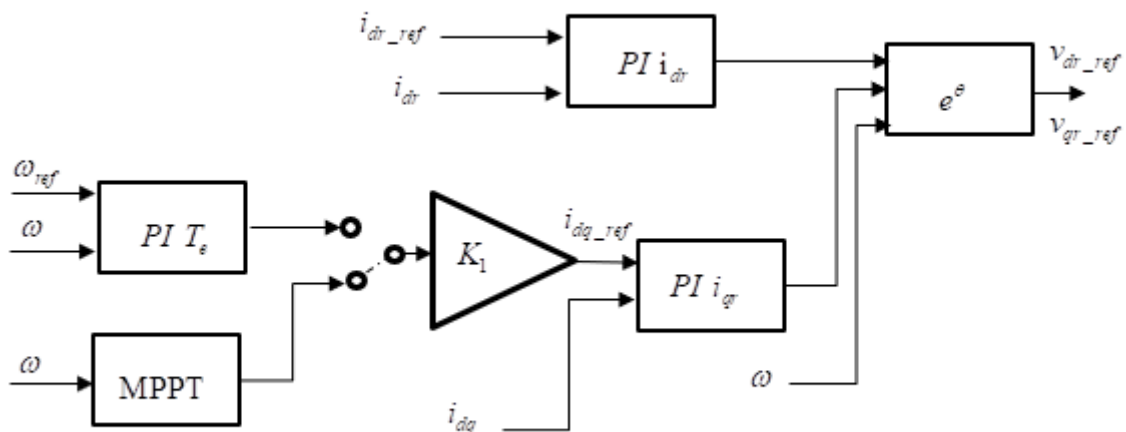 i_dr_ref
PI i_dr
i_dr
v_dr_ref
e^θ
v_qr_ref
ω_ref
PI T_e
ω
K_1
i_dq_ref
PI i_qr
ω
MPPT
ω
i_dq